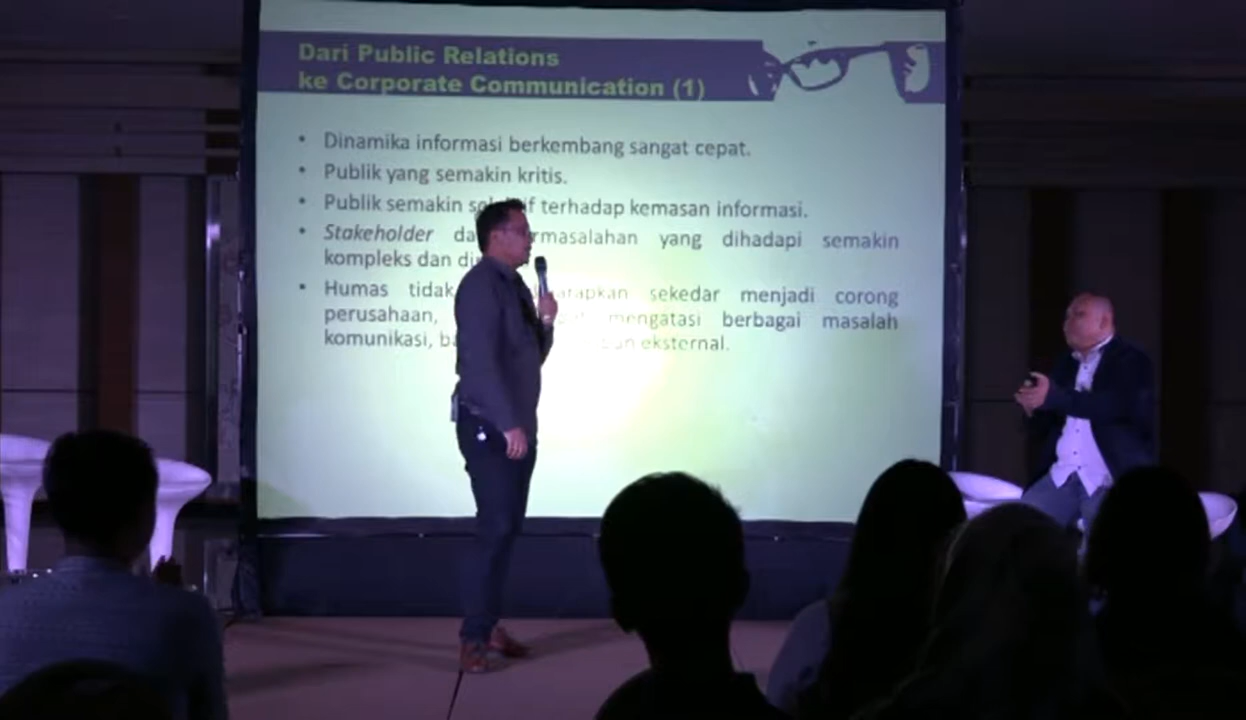 Dari Public Relations
ke Corporate Communication (1)
• Dinamika informasi berkembang sangat cepat.
• Publik yang semakin kritis.
• Publik semakin terhadap kemasan informasi.
• Stakeholder yang dihadapi semakin
kompleks dan
• Humas tidak sekedar menjadi corong
perusahaan, mengatasi berbagai masalah
komunikasi, eksternal.